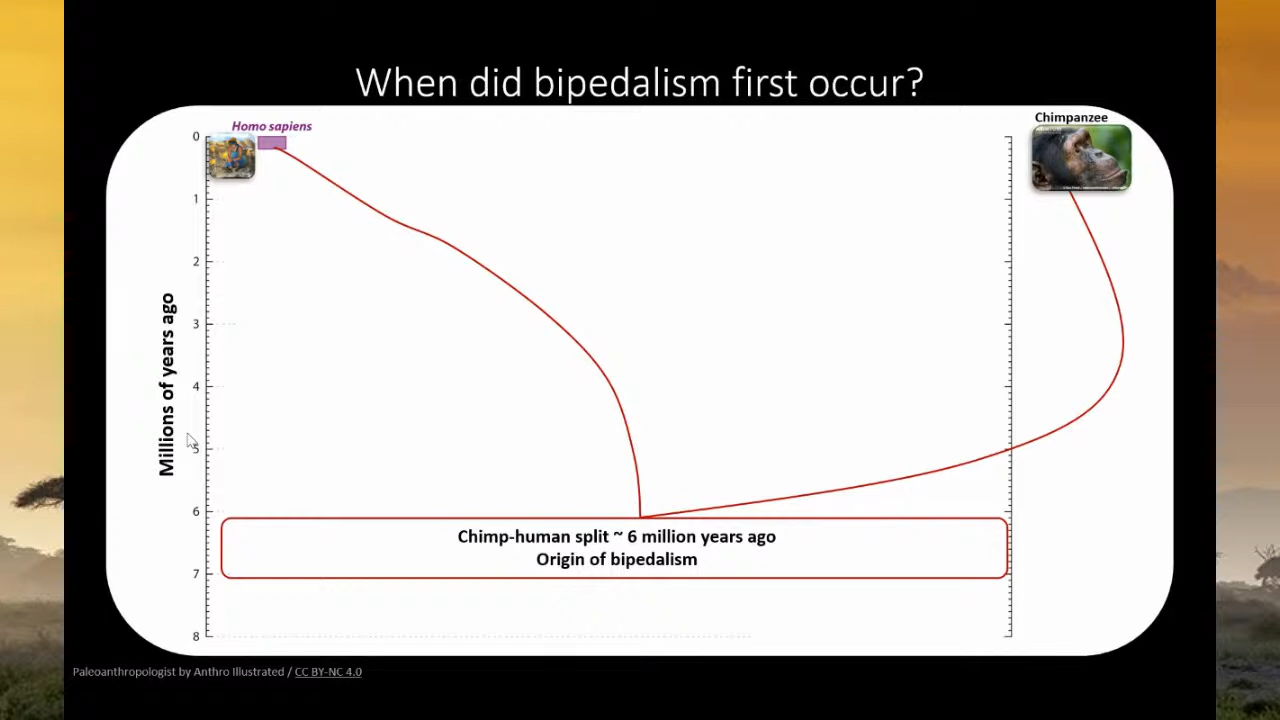 When did bipedalism first occur?
Homo sapiens
Chimpanzee
0
1
2
3
4
5
6
7
8
Millions of years ago
Chimp-human split ~ 6 million years ago
Origin of bipedalism
Paleoanthropologist by Anthro Illustrated / CC BY-NC 4.0